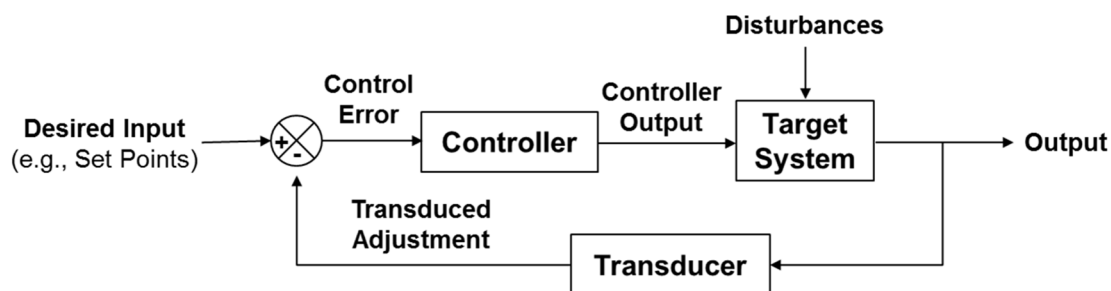 Disturbances
Control
Error
Controller
Output
Desired Input
(e.g., Set Points)
+
-
Controller
Target
System
Output
Transduced
Adjustment
Transducer